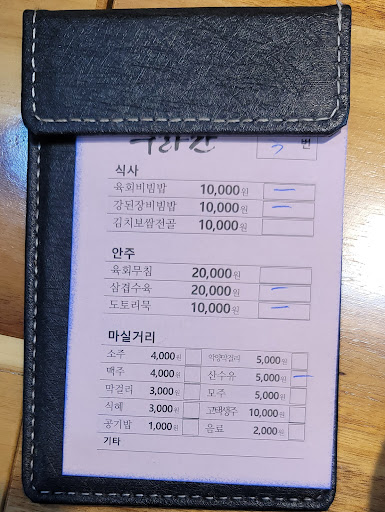 번
식사
육회비빔밥 10,000원
강된장비빔밥 10,000원
김치보쌈전골 10,000원
안주
육회무침 20,000원
삼겹수육 20,000원
도토리묵 10,000원
마실거리
소주 4,000원 5,000원
맥주 4,000원 산수유 5,000원
막걸리 3,000원 모주 5,000원
식혜 3,000원 고택생주 10,000원
공기밥 1,000원 음료 2,000원
기타